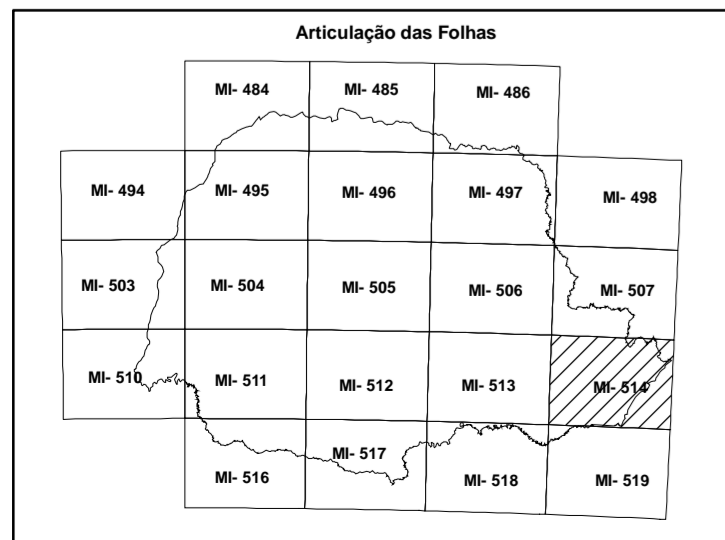 Articulação das Folhas
MI- 484 MI- 485 MI- 486
MI- 494 MI- 495 MI- 496 MI- 497 MI- 498
MI- 503 MI- 504 MI- 505 MI- 506 MI- 507
MI- 510 MI- 511 MI- 512 MI- 513 MI- 514
MI- 516 MI- 517 MI- 518 MI- 519